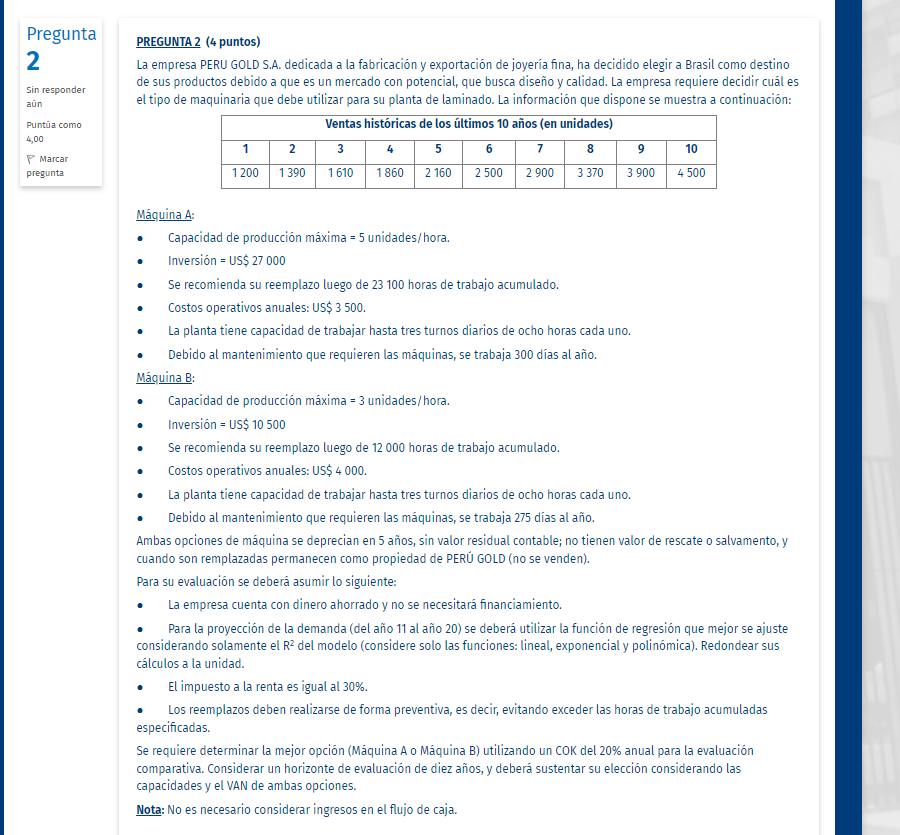 Pregunta
2
Sin responder
aún
Puntúa como
4,00
Marcar
pregunta
PREGUNTA 2 (4 puntos)
La empresa PERU GOLD S.A. dedicada a la fabricación y exportación de joyería fina, ha decidido elegir a Brasil como destino
de sus productos debido a que es un mercado con potencial, que busca diseño y calidad. La empresa requiere decidir cuál es
el tipo de maquinaria que debe utilizar para su planta de laminado. La información que dispone se muestra a continuación:
Ventas históricas de los últimos 10 años (en unidades)
1 2 3 4 5 6 7 8 9 10
1 200 1 390 1 610 1 860 2 160 2 500 2 900 3 370 3 900 4 500
Máquina A:
• Capacidad de producción máxima = 5 unidades/hora.
• Inversión = US$ 27 000
• Se recomienda su reemplazo luego de 23 100 horas de trabajo acumulado.
• Costos operativos anuales: US$ 3 500.
• La planta tiene capacidad de trabajar hasta tres turnos diarios de ocho horas cada uno.
• Debido al mantenimiento que requieren las máquinas, se trabaja 300 días al año.
Máquina B:
• Capacidad de producción máxima = 3 unidades/hora.
• Inversión = US$ 10 500
• Se recomienda su reemplazo luego de 12 000 horas de trabajo acumulado.
• Costos operativos anuales: US$ 4 000.
• La planta tiene capacidad de trabajar hasta tres turnos diarios de ocho horas cada uno.
• Debido al mantenimiento que requieren las máquinas, se trabaja 275 días al año.
Ambas opciones de máquina se deprecian en 5 años, sin valor residual contable; no tienen valor de rescate o salvamento, y
cuando son remplazadas permanecen como propiedad de PERÚ GOLD (no se venden).
Para su evaluación se deberá asumir lo siguiente:
• La empresa cuenta con dinero ahorrado y no se necesitará financiamiento.
• Para la proyección de la demanda (del año 11 al año 20) se deberá utilizar la función de regresión que mejor se ajuste
considerando solamente el R² del modelo (considere solo las funciones: lineal, exponencial y polinómica). Redondear sus
cálculos a la unidad.
• El impuesto a la renta es igual al 30%.
• Los reemplazos deben realizarse de forma preventiva, es decir, evitando exceder las horas de trabajo acumuladas
especificadas.
Se requiere determinar la mejor opción (Máquina A o Máquina B) utilizando un COK del 20% anual para la evaluación
comparativa. Considerar un horizonte de evaluación de diez años, y deberá sustentar su elección considerando las
capacidades y el VAN de ambas opciones.
Nota: No es necesario considerar ingresos en el flujo de caja.